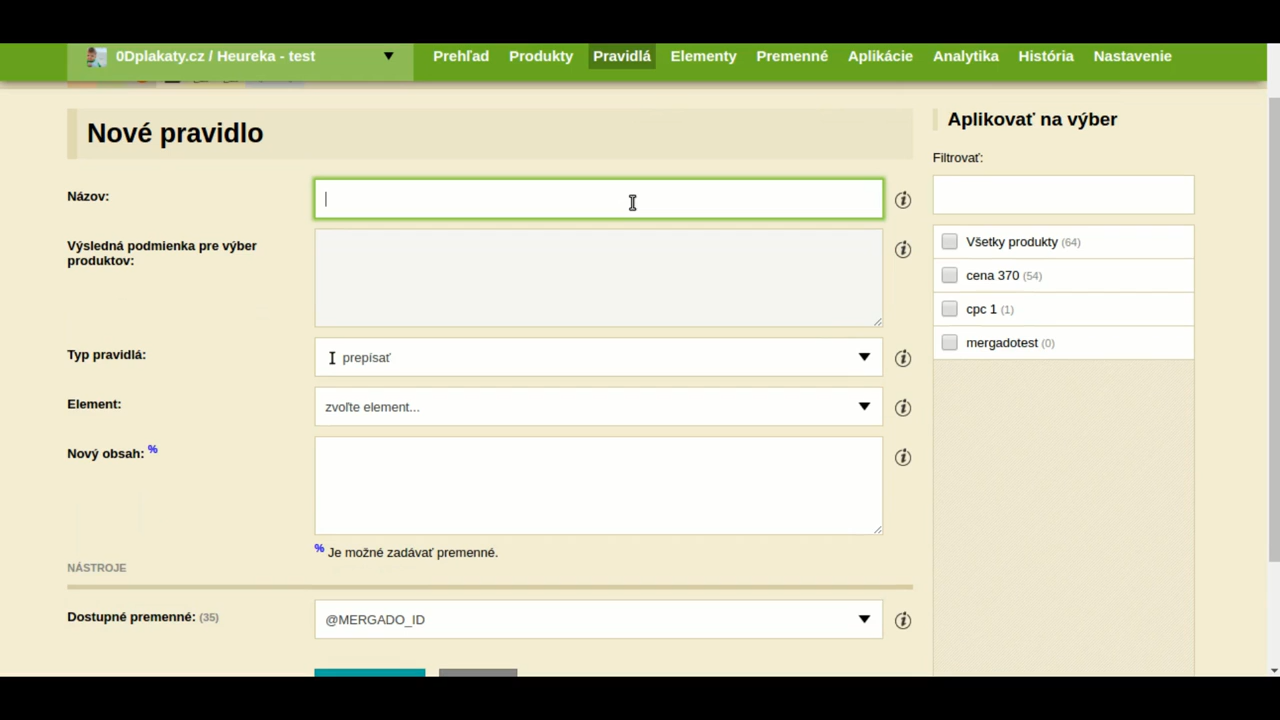 0Dplakaty.cz / Heureka - test
Prehľad Produkty Pravidlá Elementy Premenné Aplikácie Analytika História Nastavenie
Nové pravidlo
Aplikovať na výber
Filtrovať:
Názov:
Výsledná podmienka pre výber
produktov:
Všetky produkty (64)
cena 370 (54)
cpc 1 (1)
mergadotest (0)
Typ pravidlá:
prepísať
Element:
zvoľte element...
Nový obsah: %
% Je možné zadávať premenné.
NÁSTROJE
Dostupné premenné: (35)
@MERGADO_ID